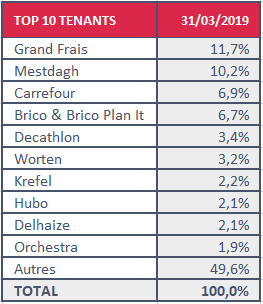 TOP 10 TENANTS 31/03/2019
Grand Frais 11,7%
Mestdagh 10,2%
Carrefour 6,9%
Brico & Brico Plan It 6,7%
Decathlon 3,4%
Worten 3,2%
Krefel 2,2%
Hubo 2,1%
Delhaize 2,1%
Orchestra 1,9%
Autres 49,6%
TOTAL 100,0%